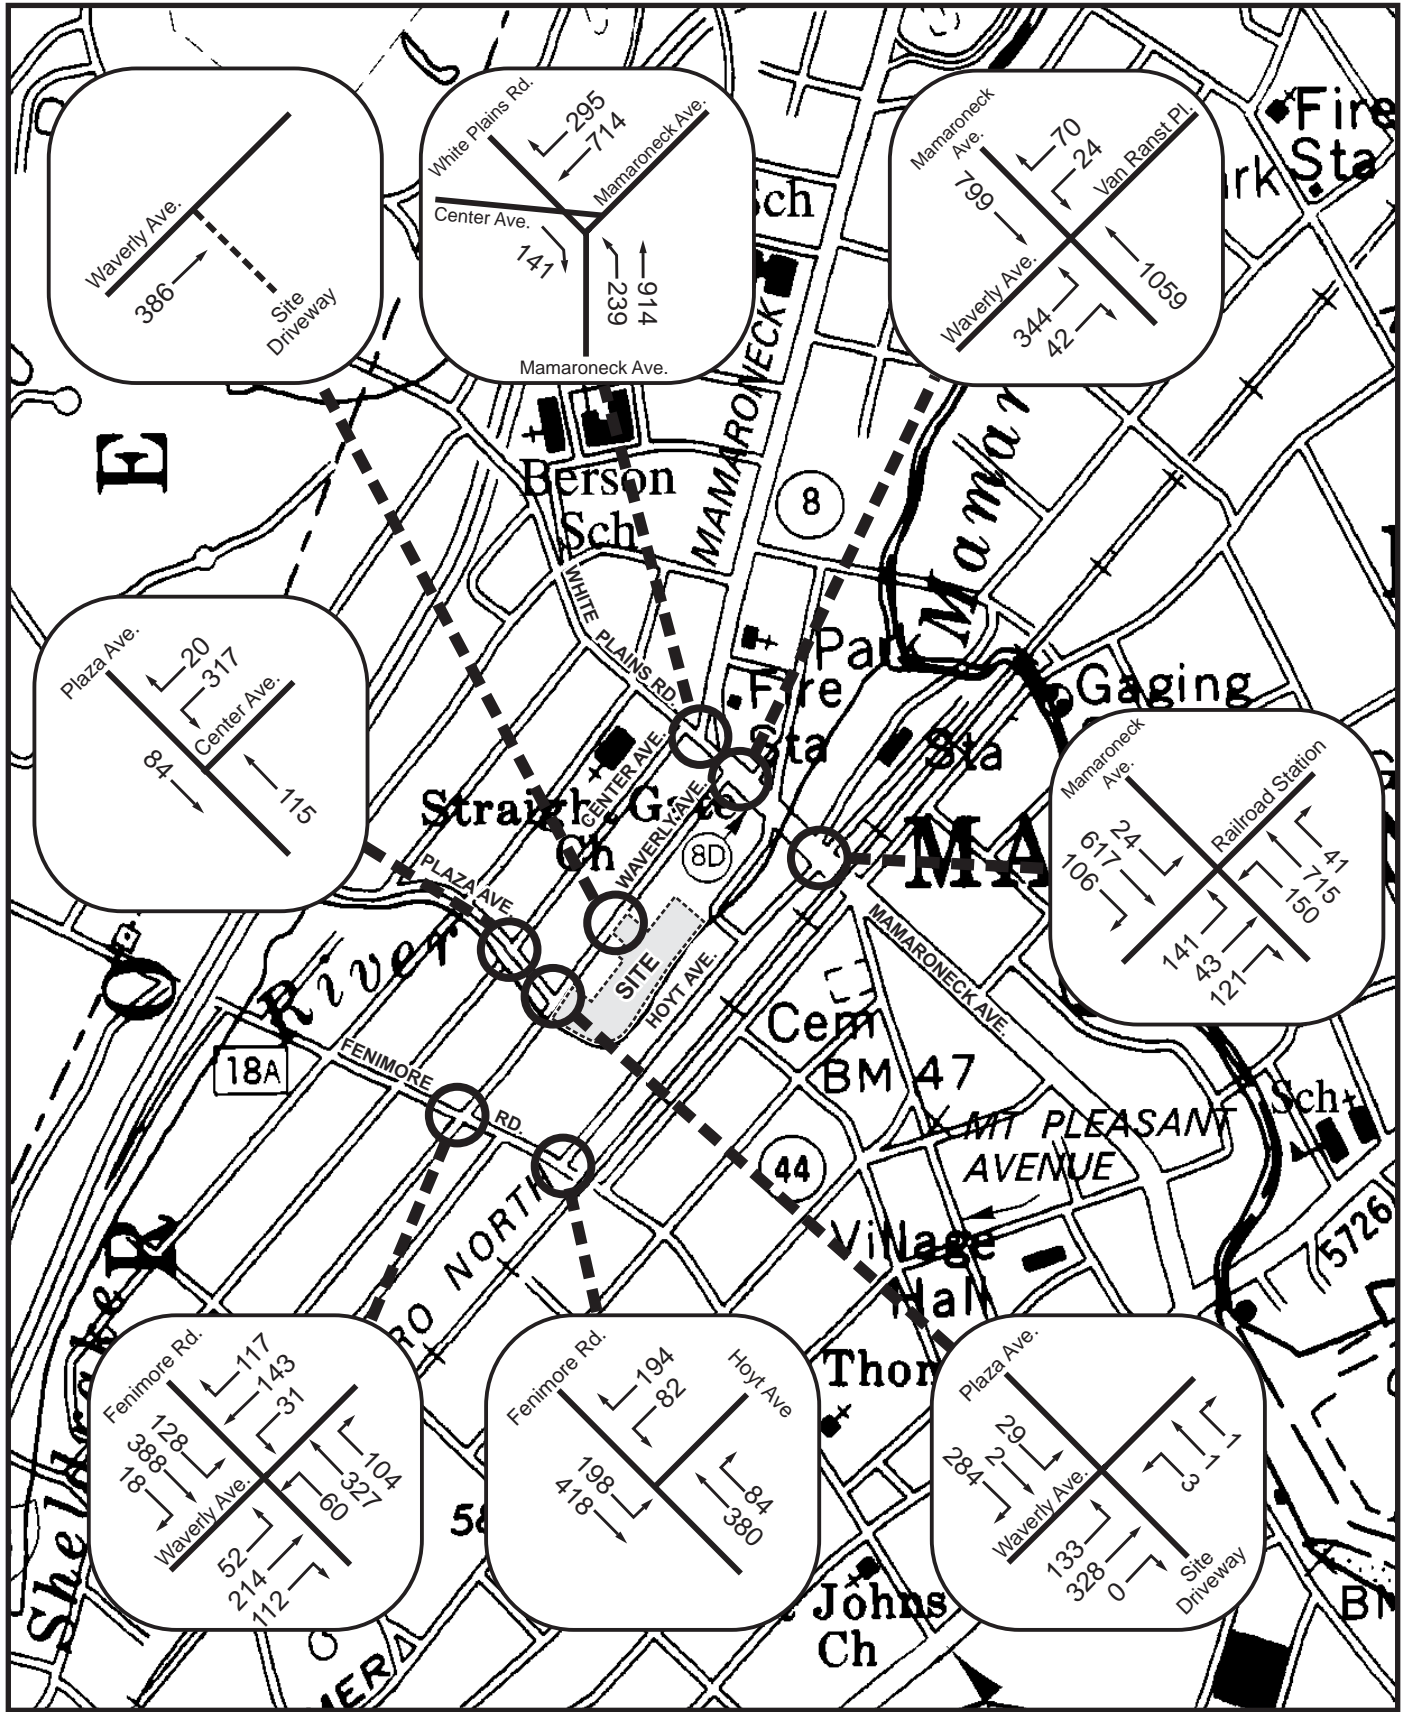 Waverly Ave.
386
Site
Driveway
White Plains Rd.
295
714
Mamaroneck Ave.
Center Ave.
141
239
914
Mamaroneck Ave.
Mamaroneck
Ave.
70
24
Van Ranst Pl.
799
Waverly Ave.
344
42
1059
Fire
Sta
Sch
E
Berson
Sch
MAMARONECK
8
WHITE PLAINS RD.
Park
Fire
Sta
Gaging
Sta
Plaza Ave.
20
317
Center Ave.
84
115
Straight Gate
Ch
CENTER AVE.
WAVERLY AVE.
8D
PLAZA AVE.
MA
Mamaroneck
Ave.
Railroad Station
24
617
106
41
715
150
141
43
121
River
SITE
HOYT AVE.
MAMARONECK AVE.
Cem
BM 47
18A
FENIMORE RD.
MT PLEASANT
AVENUE
Sch
44
NORTH
R
Village
Hall
5726
Sheldrake
Fenimore Rd.
117
143
31
128
388
18
Waverly Ave.
104
327
60
52
214
112
Fenimore Rd.
194
82
Hoyt Ave
198
418
84
380
Plaza Ave.
29
2
284
Waverly Ave.
1
1
3
133
328
0
Site
Driveway
Johns
Ch